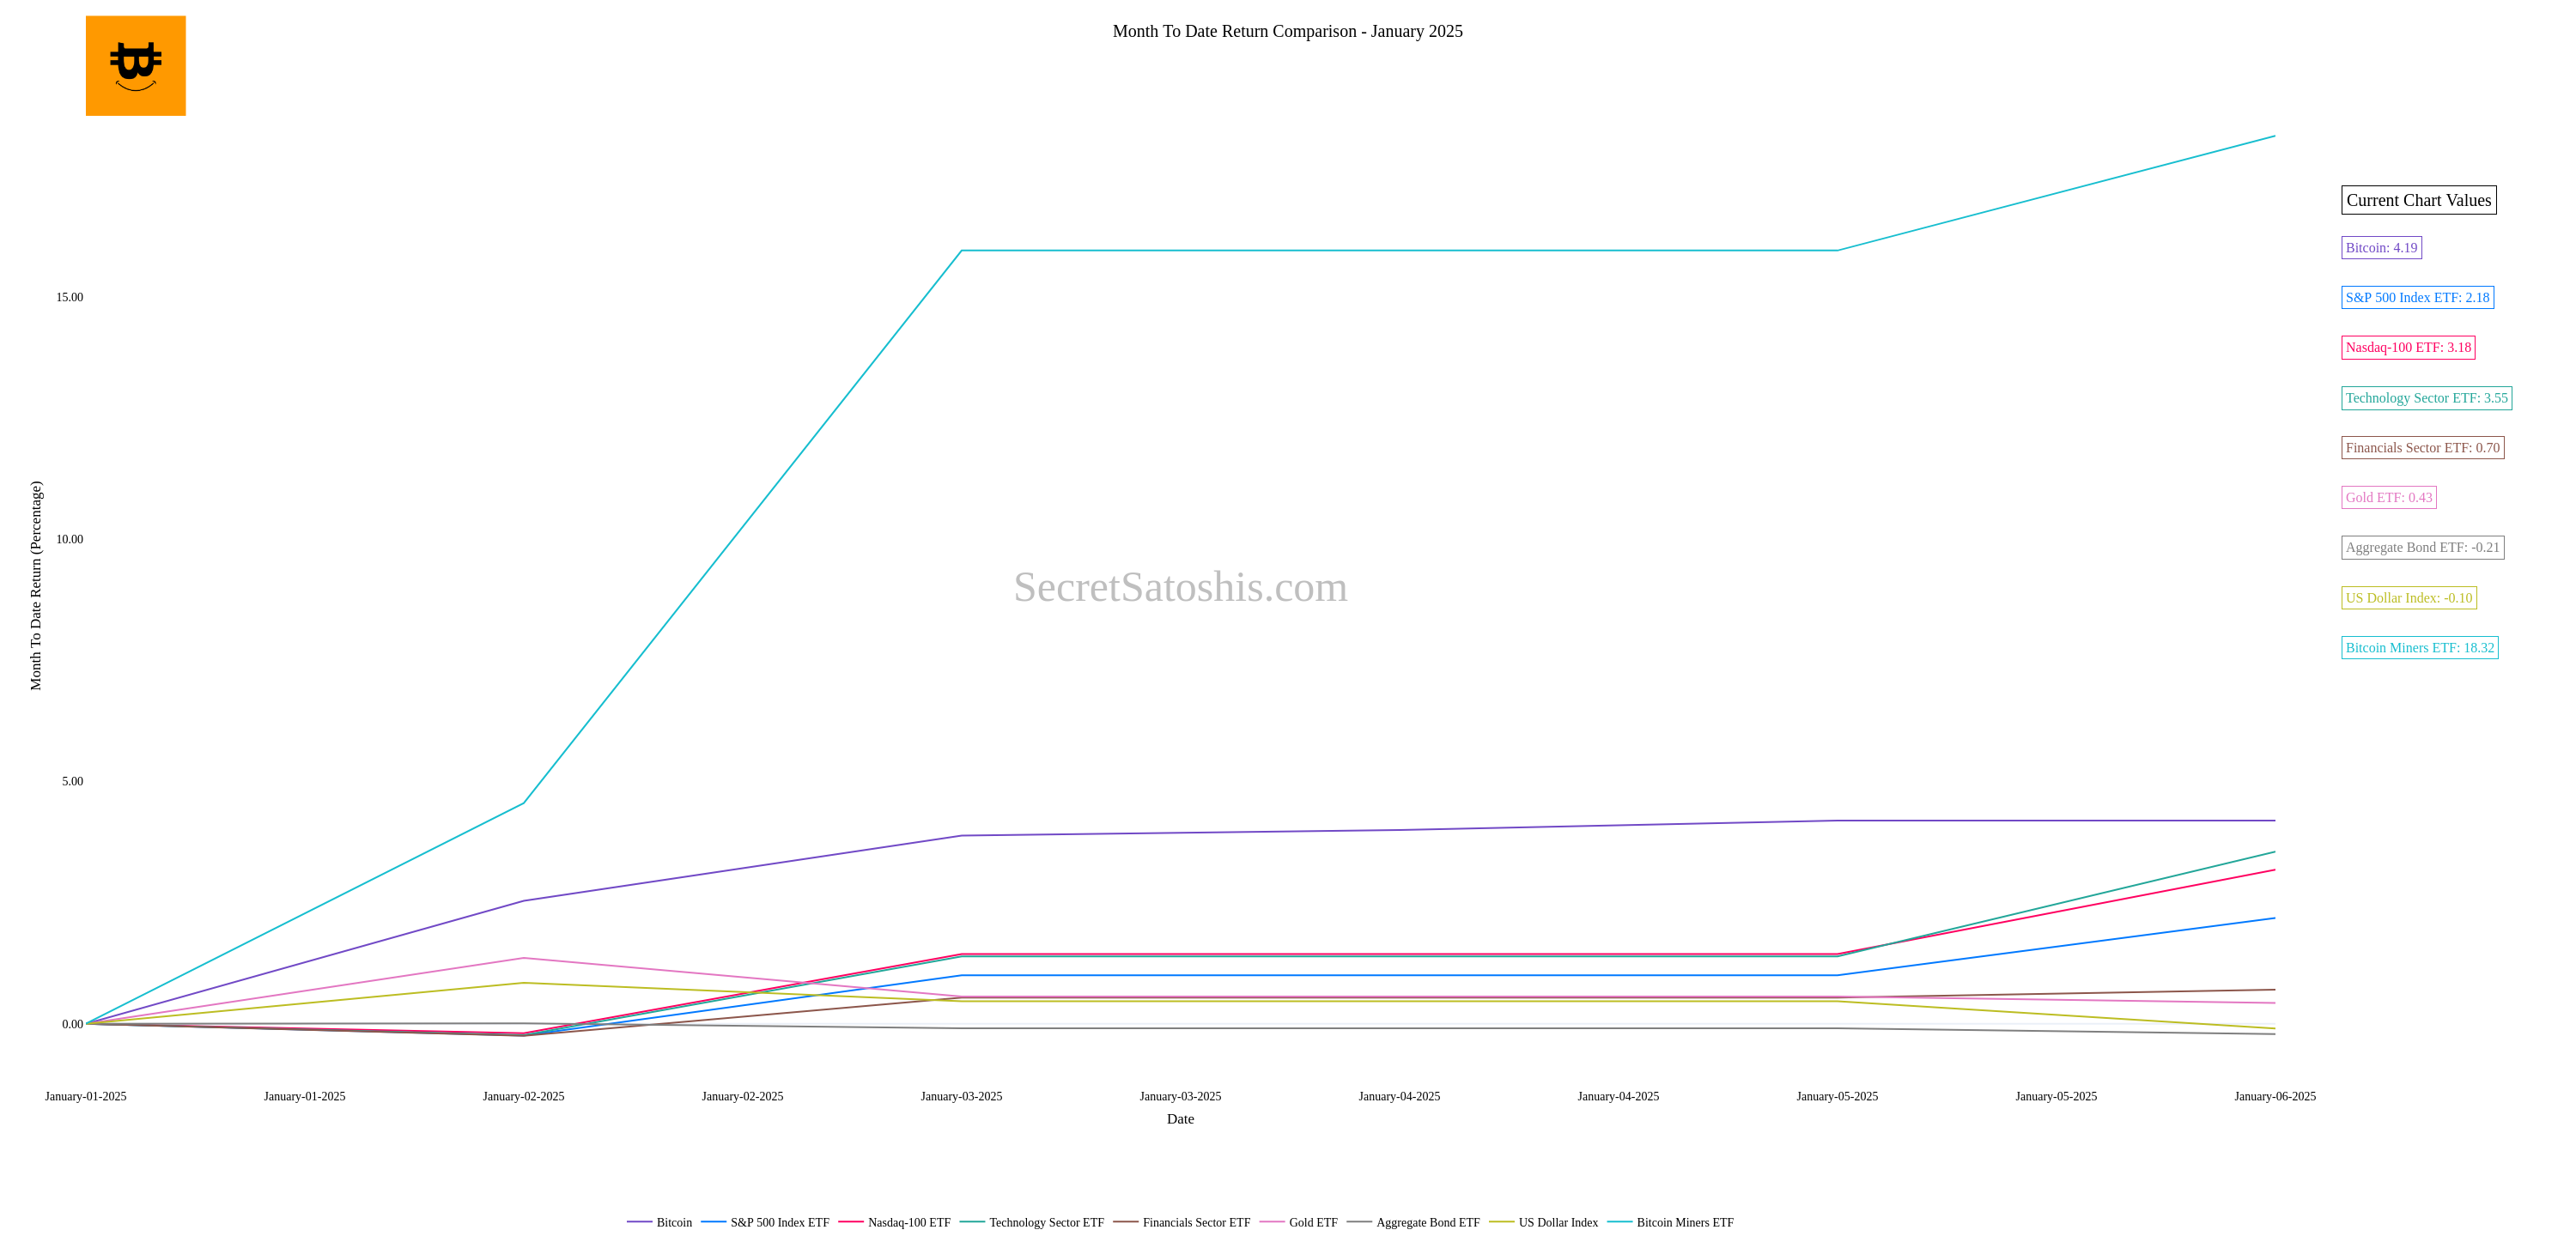 Month To Date Return Comparison - January 2025
Current Chart Values
Bitcoin: 4.19
S&P 500 Index ETF: 2.18
Nasdaq-100 ETF: 3.18
Technology Sector ETF: 3.55
Financials Sector ETF: 0.70
Gold ETF: 0.43
Aggregate Bond ETF: -0.21
US Dollar Index: -0.10
Bitcoin Miners ETF: 18.32
Month To Date Return (Percentage)
15.00
10.00
5.00
0.00
SecretSatoshis.com
January-01-2025 January-01-2025 January-02-2025 January-02-2025 January-03-2025 January-03-2025 January-04-2025 January-04-2025 January-05-2025 January-05-2025 January-06-2025
Date
Bitcoin S&P 500 Index ETF Nasdaq-100 ETF Technology Sector ETF Financials Sector ETF Gold ETF Aggregate Bond ETF US Dollar Index Bitcoin Miners ETF